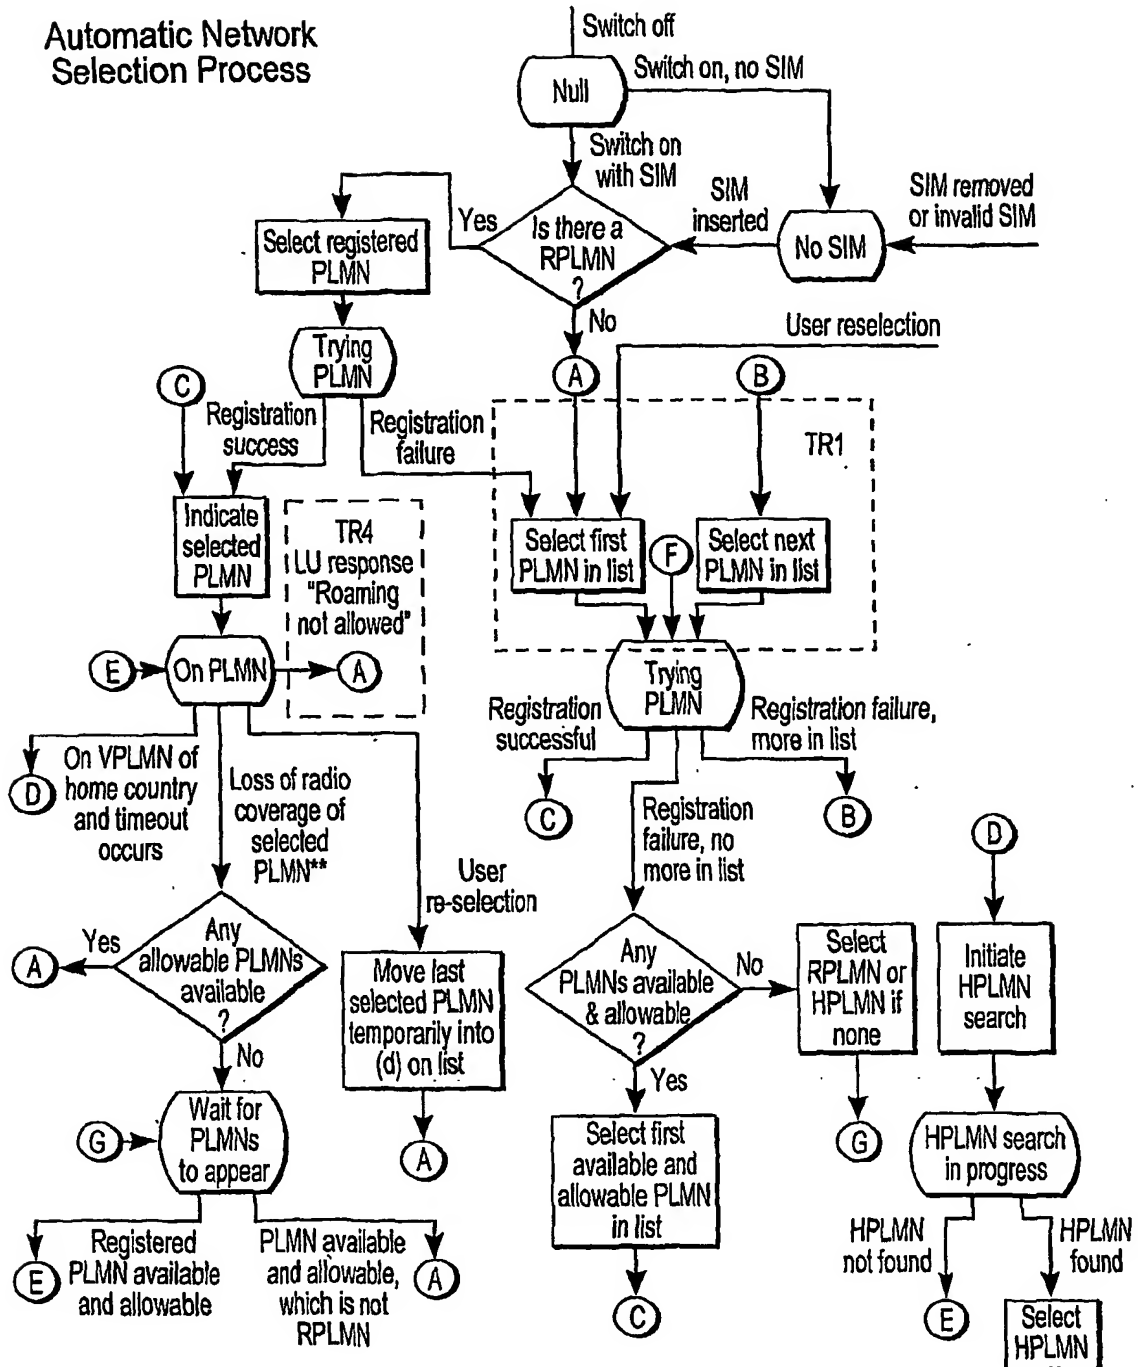 Automatic Network
Selection Process
Switch off
Null
Switch on, no SIM
Switch on
with SIM
Yes
Is there a
RPLMN
?
SIM
inserted
No SIM
SIM removed
or invalid SIM
Select registered
PLMN
No
User reselection
Trying
PLMN
C
A
B
Registration
success
Registration
failure
TR1
Indicate
selected
PLMN
TR4
LU response
"Roaming
not allowed"
Select first
PLMN in list
F
Select next
PLMN in list
E
On PLMN
A
Trying
PLMN
Registration
successful
Registration failure,
more in list
D
On VPLMN of
home country
and timeout
occurs
Loss of radio
coverage of
selected
PLMN**
C
Registration
failure, no
more in list
B
D
User
re-selection
Yes
A
Any
allowable PLMNs
available
?
Move last
selected PLMN
temporarily into
(d) on list
Any
PLMNs available
& allowable
?
No
Select
RPLMN or
HPLMN if
none
Initiate
HPLMN
search
No
Yes
G
Wait for
PLMNs
to appear
A
Select first
available and
allowable PLMN
in list
G
HPLMN search
in progress
E
Registered
PLMN available
and allowable
PLMN available
and allowable,
which is not
RPLMN
A
C
HPLMN
not found
HPLMN
found
E
Select
HPLMN